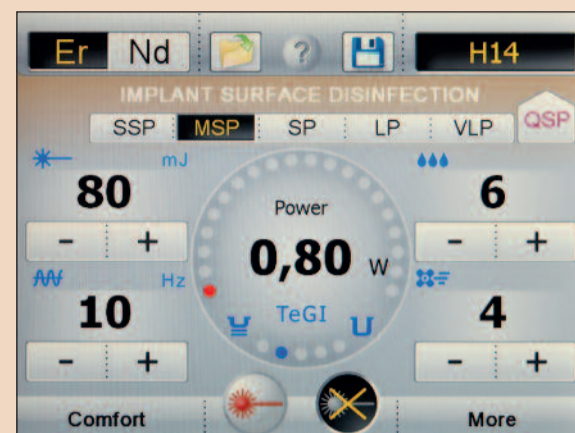 Er Nd ? H14
IMPLANT SURFACE DISINFECTION
SSP MSP SP LP VLP QSP
mJ
80 Power 6
- + 0,80 W - +
Hz
10 TeGI 4
- + - +
Comfort More